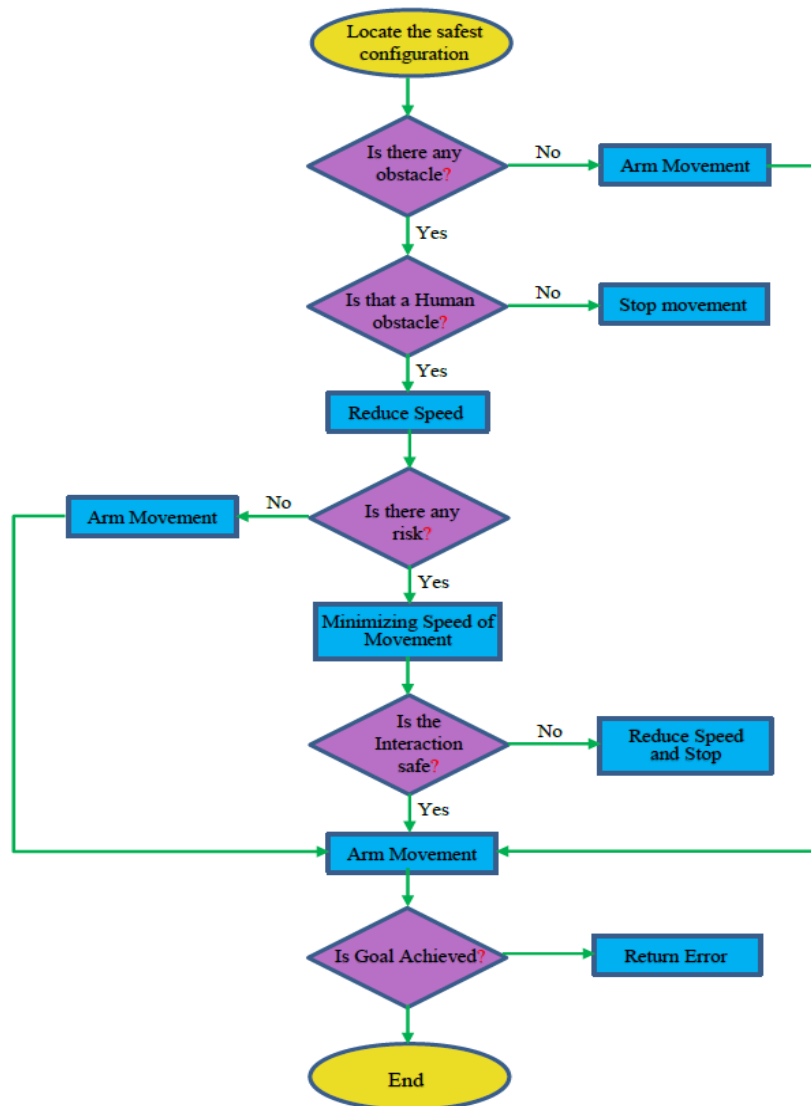 Locate the safest
configuration
Is there any
obstacle?
No
Arm Movement
Yes
Is that a Human
obstacle?
No
Stop movement
Yes
Reduce Speed
Arm Movement
No
Is there any
risk?
Yes
Minimizing Speed of
Movement
Is the
Interaction
safe?
No
Reduce Speed
and Stop
Yes
Arm Movement
Is Goal Achieved?
Return Error
End